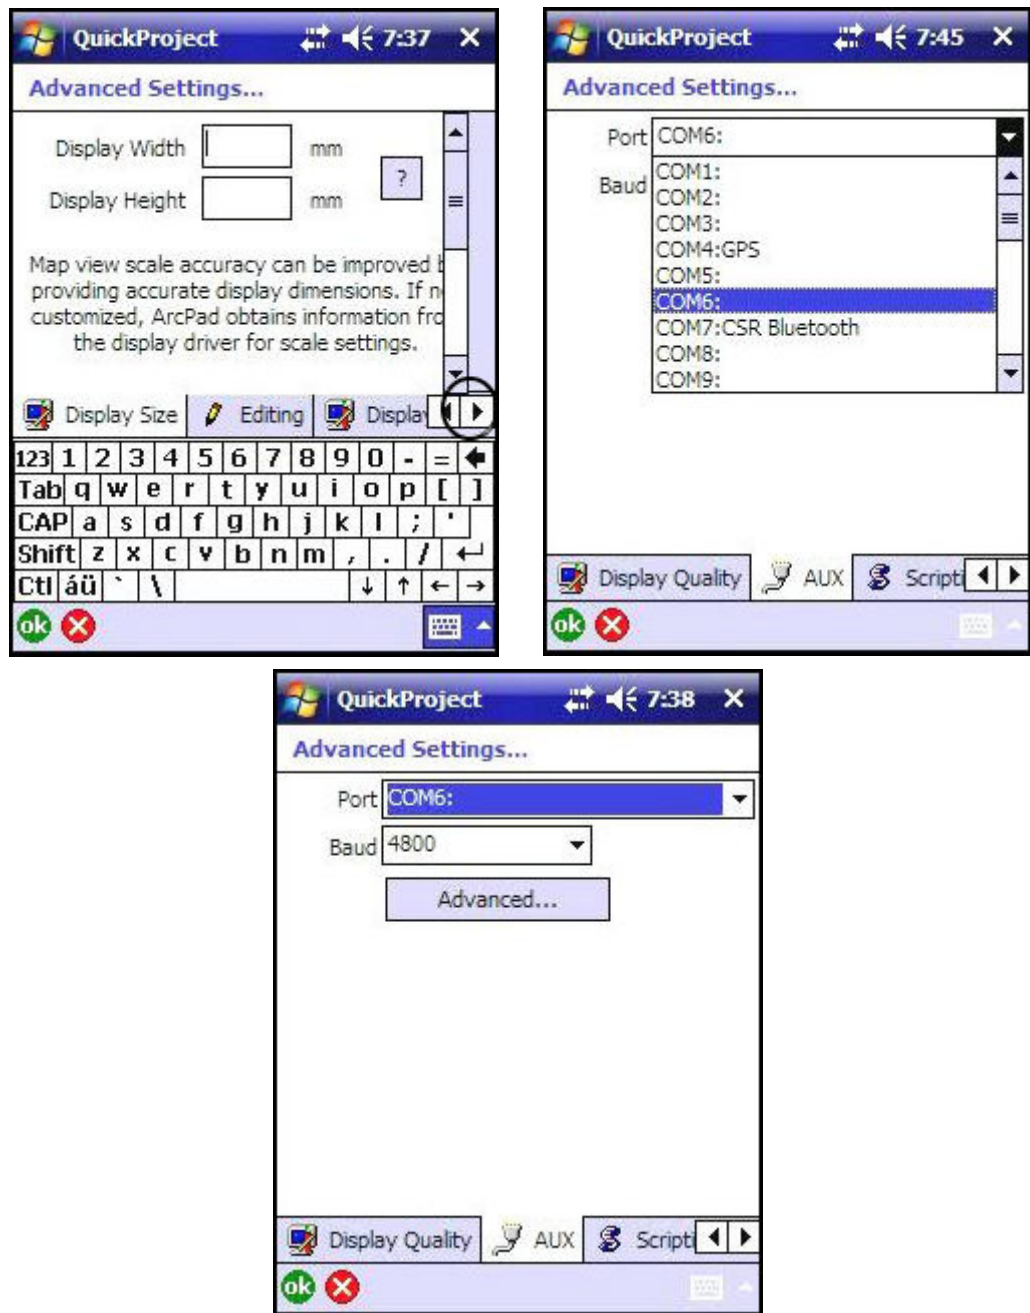 QuickProject 7:37
Advanced Settings...
Display Width mm
?
Display Height mm
Map view scale accuracy can be improved b
providing accurate display dimensions. If n
customized, ArcPad obtains information fro
the display driver for scale settings.
Display Size Editing Display
123 1 2 3 4 5 6 7 8 9 0 - =
Tab q w e r t y u i o p [ ]
CAP a s d f g h j k l ; '
Shift z x c v b n m , . /
Ctl áü ` \
ok
QuickProject 7:45
Advanced Settings...
Port COM6:
Baud
COM1:
COM2:
COM3:
COM4:GPS
COM5:
COM6:
COM7:CSR Bluetooth
COM8:
COM9:
Display Quality AUX Scripti
ok
QuickProject 7:38
Advanced Settings...
Port COM6:
Baud 4800
Advanced...
Display Quality AUX Scripti
ok